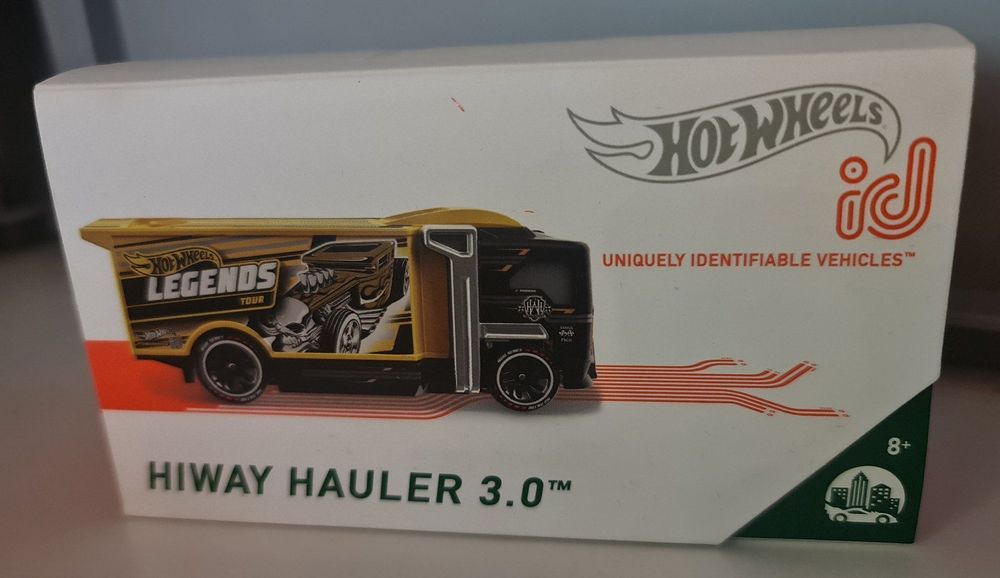 HOT WHEELS
id
UNIQUELY IDENTIFIABLE VEHICLES™
HOT WHEELS
LEGENDS
TOUR
HIWAY HAULER 3.0™
8+